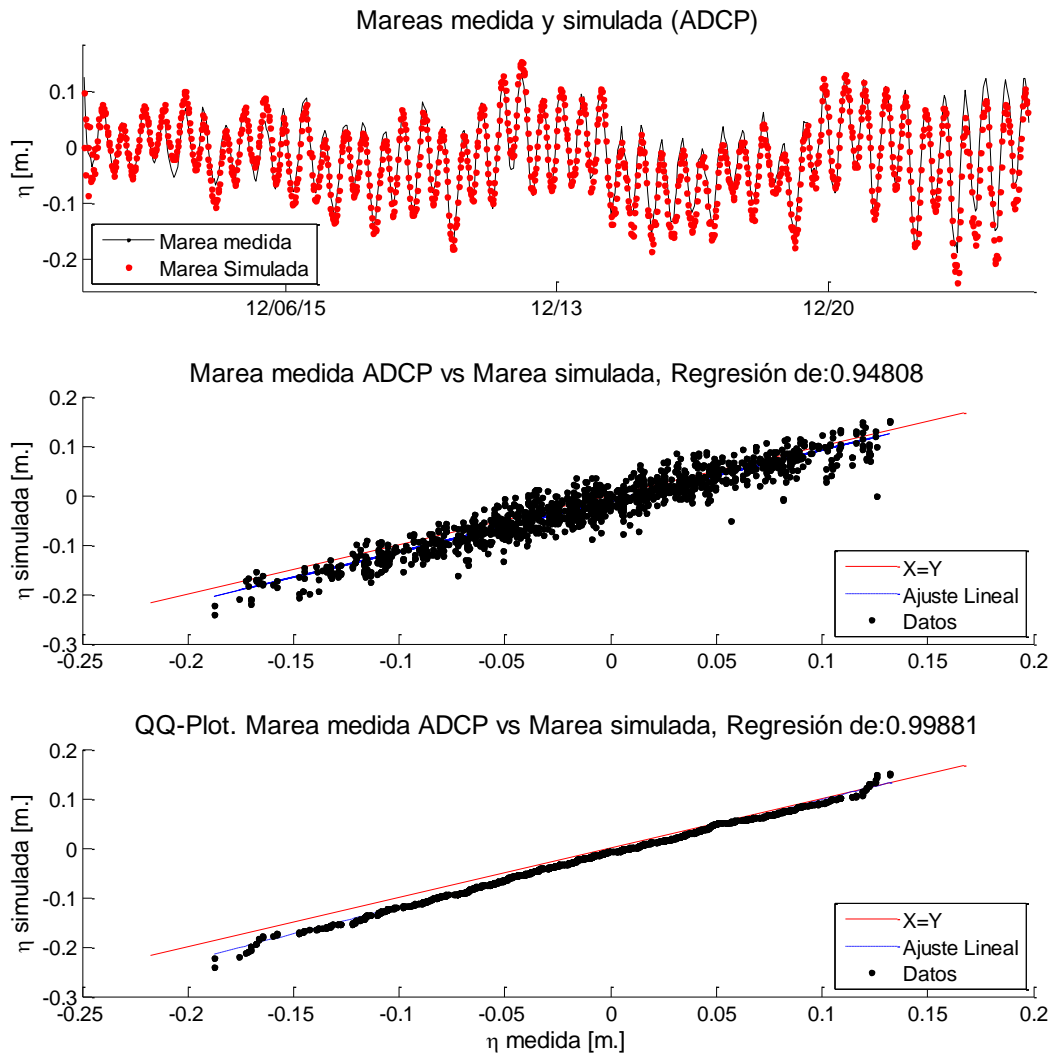 Mareas medida y simulada (ADCP)
η [m.]
0.1
0
-0.1
-0.2
Marea medida
Marea Simulada
12/06/15
12/13
12/20
Marea medida ADCP vs Marea simulada, Regresión de:0.94808
η simulada [m.]
0.2
0.1
0
-0.1
-0.2
-0.3
X=Y
Ajuste Lineal
Datos
-0.25
-0.2
-0.15
-0.1
-0.05
0
0.05
0.1
0.15
0.2
QQ-Plot. Marea medida ADCP vs Marea simulada, Regresión de:0.99881
η simulada [m.]
0.2
0.1
0
-0.1
-0.2
-0.3
X=Y
Ajuste Lineal
Datos
-0.25
-0.2
-0.15
-0.1
-0.05
0
0.05
0.1
0.15
0.2
η medida [m.]